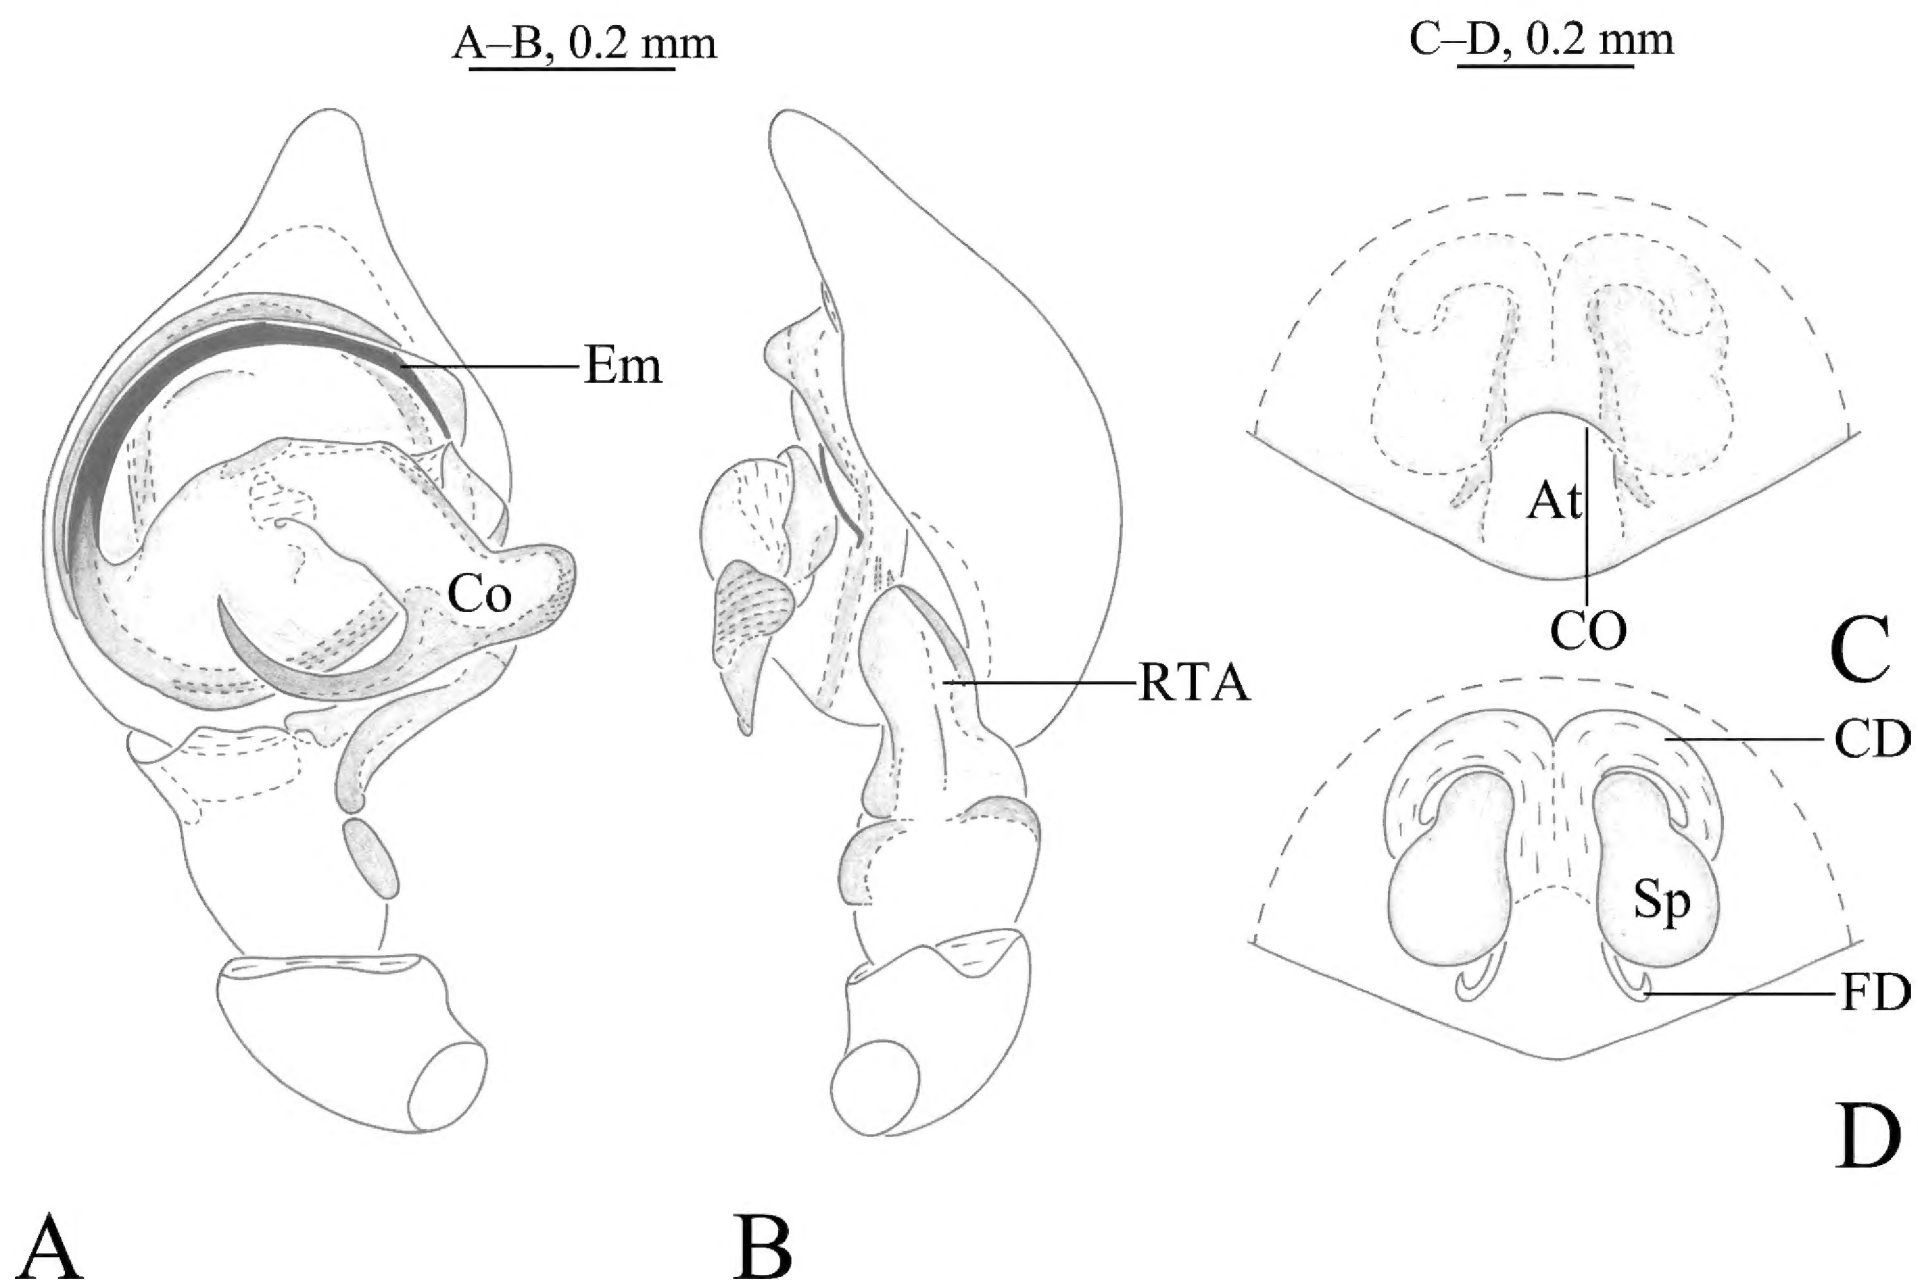 A–B, 0.2 mm
C–D, 0.2 mm
Em
Co
RTA
At
CO
C
CD
Sp
FD
D
A
B